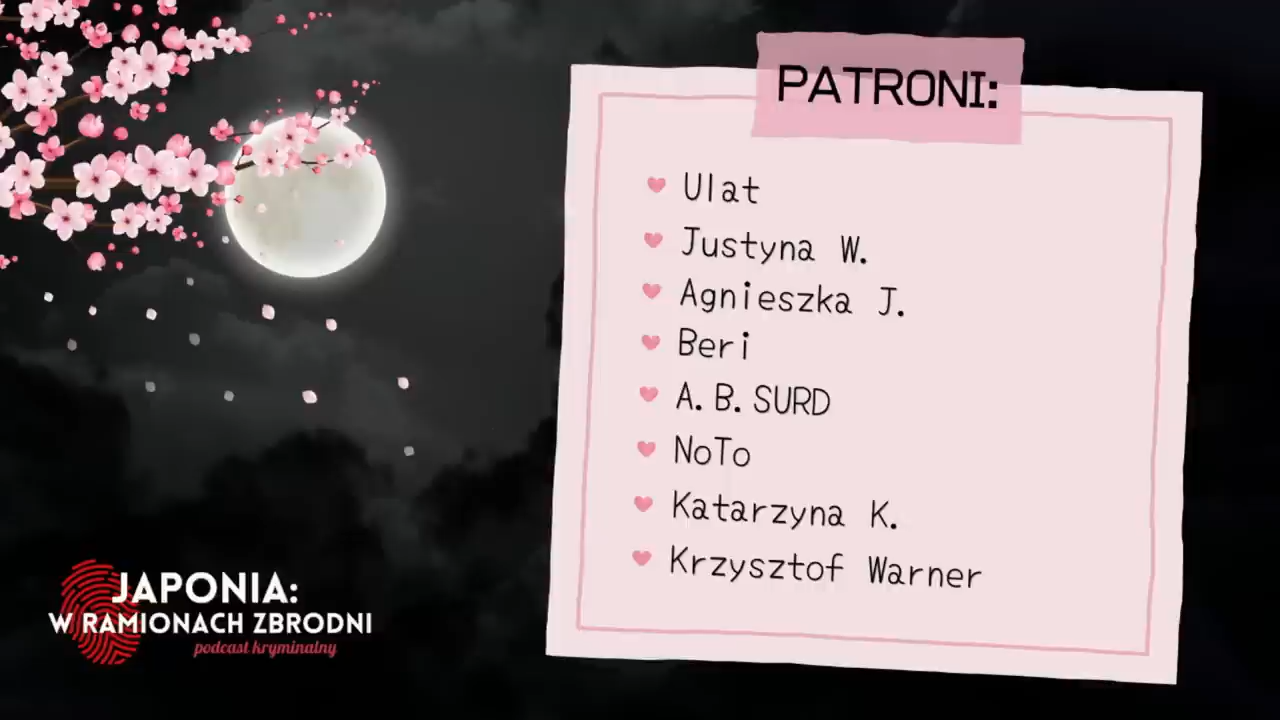 PATRONI:
Ulat
Justyna W.
Agnieszka J.
Beri
A.B.SURD
NoTo
Katarzyna K.
Krzysztof Warner
JAPONIA:
W RAMIONACH ZBRODNI
podcast kryminalny